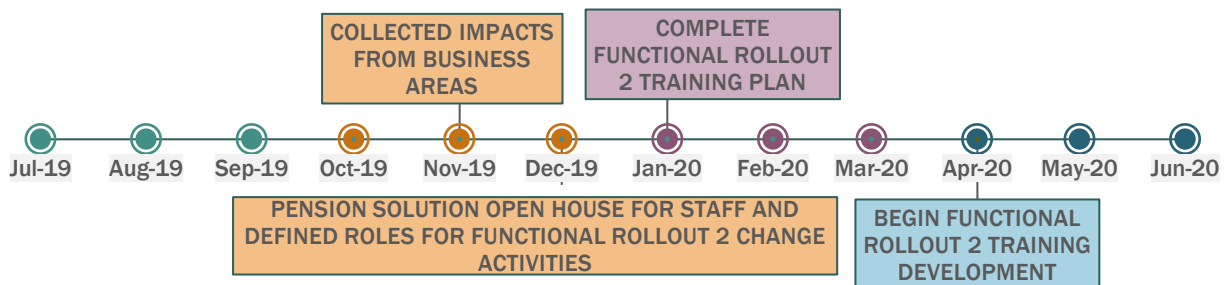 COLLECTED IMPACTS
FROM BUSINESS
AREAS
COMPLETE
FUNCTIONAL ROLLOUT
2 TRAINING PLAN
Jul-19 Aug-19 Sep-19 Oct-19 Nov-19 Dec-19 Jan-20 Feb-20 Mar-20 Apr-20 May-20 Jun-20
PENSION SOLUTION OPEN HOUSE FOR STAFF AND
DEFINED ROLES FOR FUNCTIONAL ROLLOUT 2 CHANGE
ACTIVITIES
BEGIN FUNCTIONAL
ROLLOUT 2 TRAINING
DEVELOPMENT